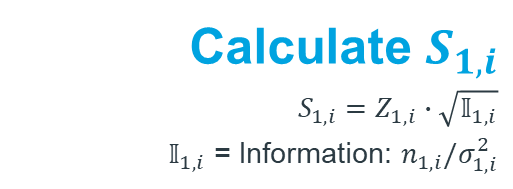 Calculate S₁,ᵢ
S₁,ᵢ = Z₁,ᵢ · √𝕀₁,ᵢ
𝕀₁,ᵢ = Information: n₁,ᵢ/σ²₁,ᵢ